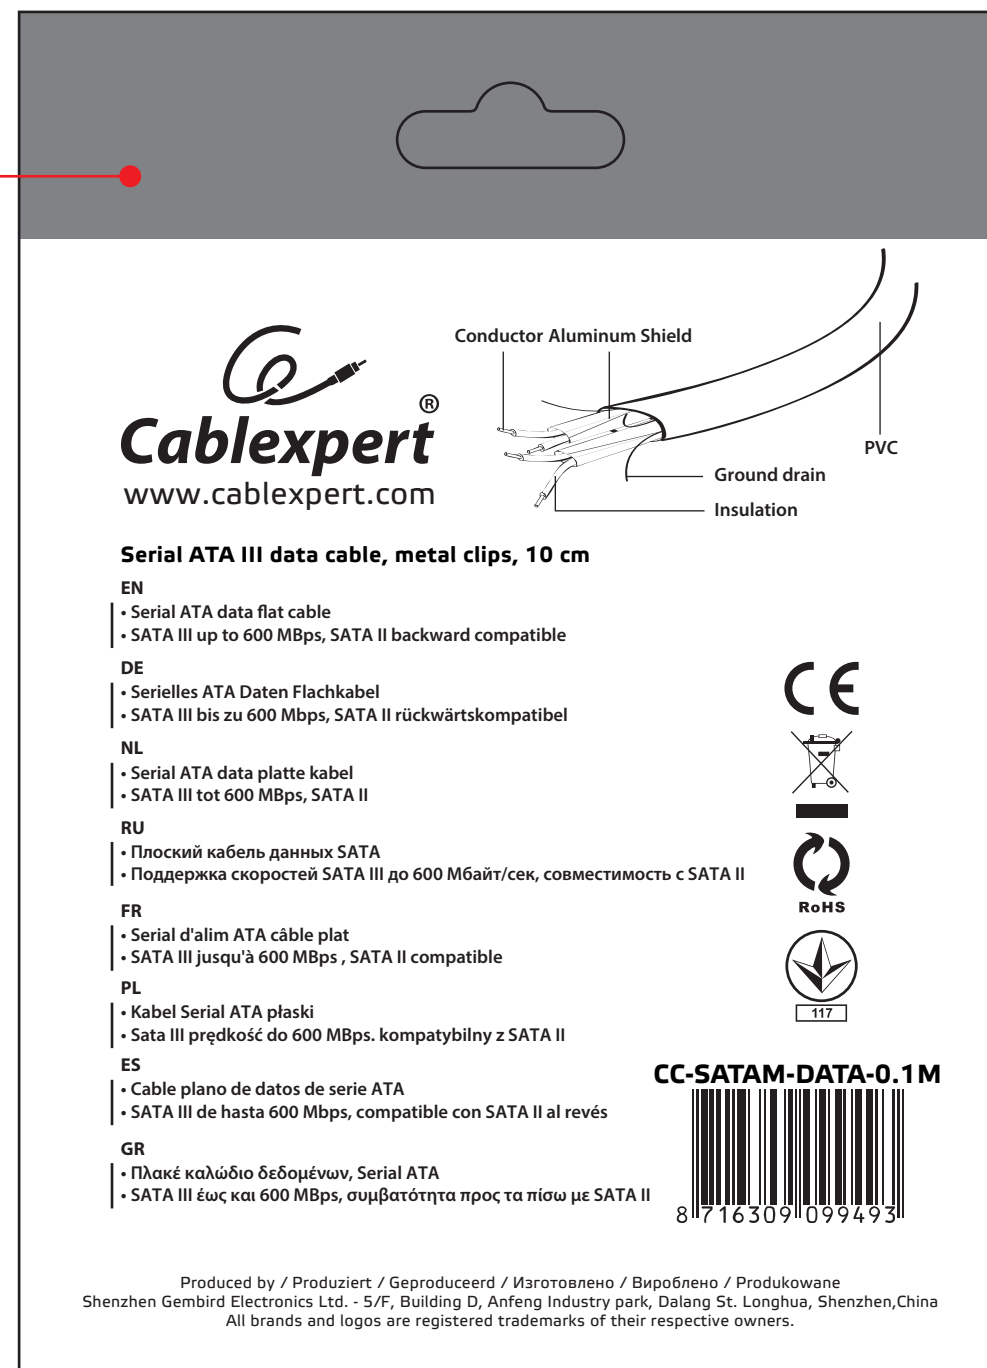 Conductor Aluminum Shield
Cablexpert®
www.cablexpert.com
PVC
Ground drain
Insulation
Serial ATA III data cable, metal clips, 10 cm
EN
• Serial ATA data flat cable
• SATA III up to 600 MBps, SATA II backward compatible
DE
• Serielles ATA Daten Flachkabel
• SATA III bis zu 600 Mbps, SATA II rückwärtskompatibel
NL
• Serial ATA data platte kabel
• SATA III tot 600 MBps, SATA II
RU
• Плоский кабель данных SATA
• Поддержка скоростей SATA III до 600 Мбайт/сек, совместимость с SATA II
FR
• Serial d'alim ATA câble plat
• SATA III jusqu'à 600 MBps , SATA II compatible
PL
• Kabel Serial ATA płaski
• Sata III prędkość do 600 MBps. kompatybilny z SATA II
ES
• Cable plano de datos de serie ATA
• SATA III de hasta 600 Mbps, compatible con SATA II al revés
GR
• Πλακέ καλώδιο δεδομένων, Serial ATA
• SATA III έως και 600 MBps, συμβατότητα προς τα πίσω με SATA II
CE
RoHS
117
CC-SATAM-DATA-0.1M
8 716309 099493
Produced by / Produziert / Geproduceerd / Изготовлено / Вироблено / Produkowane
Shenzhen Gembird Electronics Ltd. - 5/F, Building D, Anfeng Industry park, Dalang St. Longhua, Shenzhen,China
All brands and logos are registered trademarks of their respective owners.